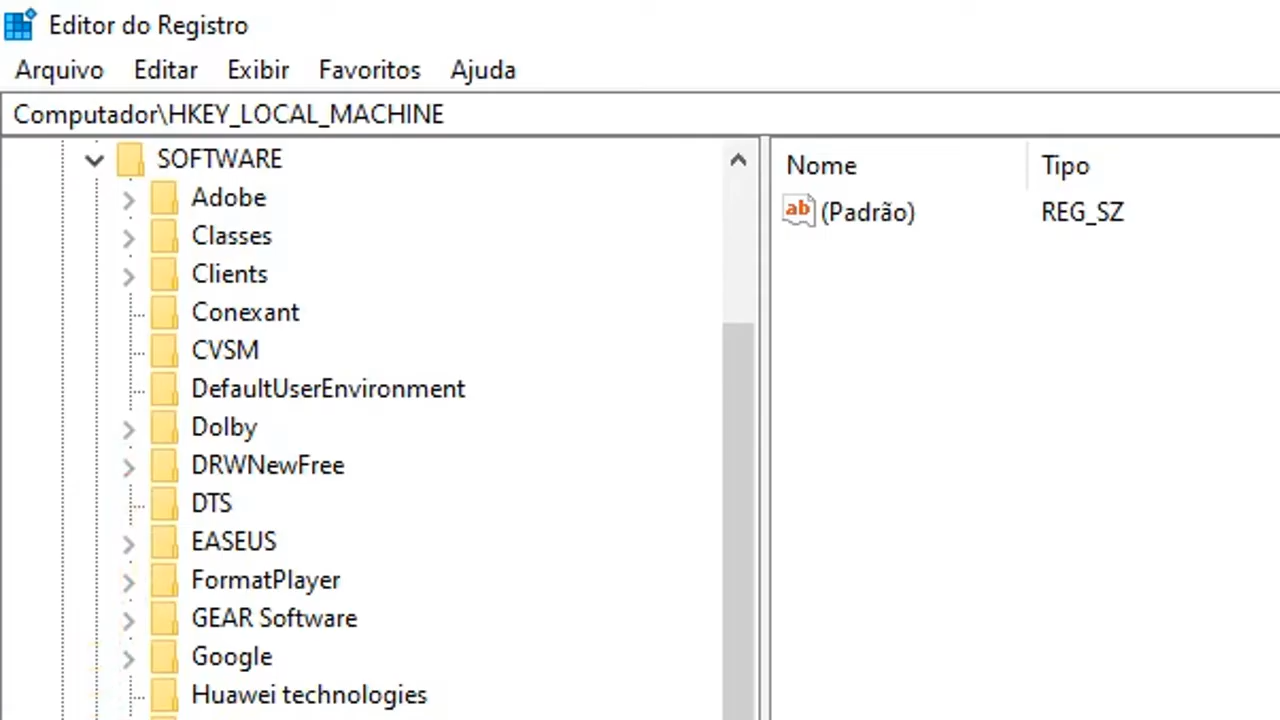 Editor do Registro
Arquivo Editar Exibir Favoritos Ajuda
Computador\HKEY_LOCAL_MACHINE
SOFTWARE
Adobe
Classes
Clients
Conexant
CVSM
DefaultUserEnvironment
Dolby
DRWNewFree
DTS
EASEUS
FormatPlayer
GEAR Software
Google
Huawei technologies
Nome Tipo
ab (Padrão) REG_SZ